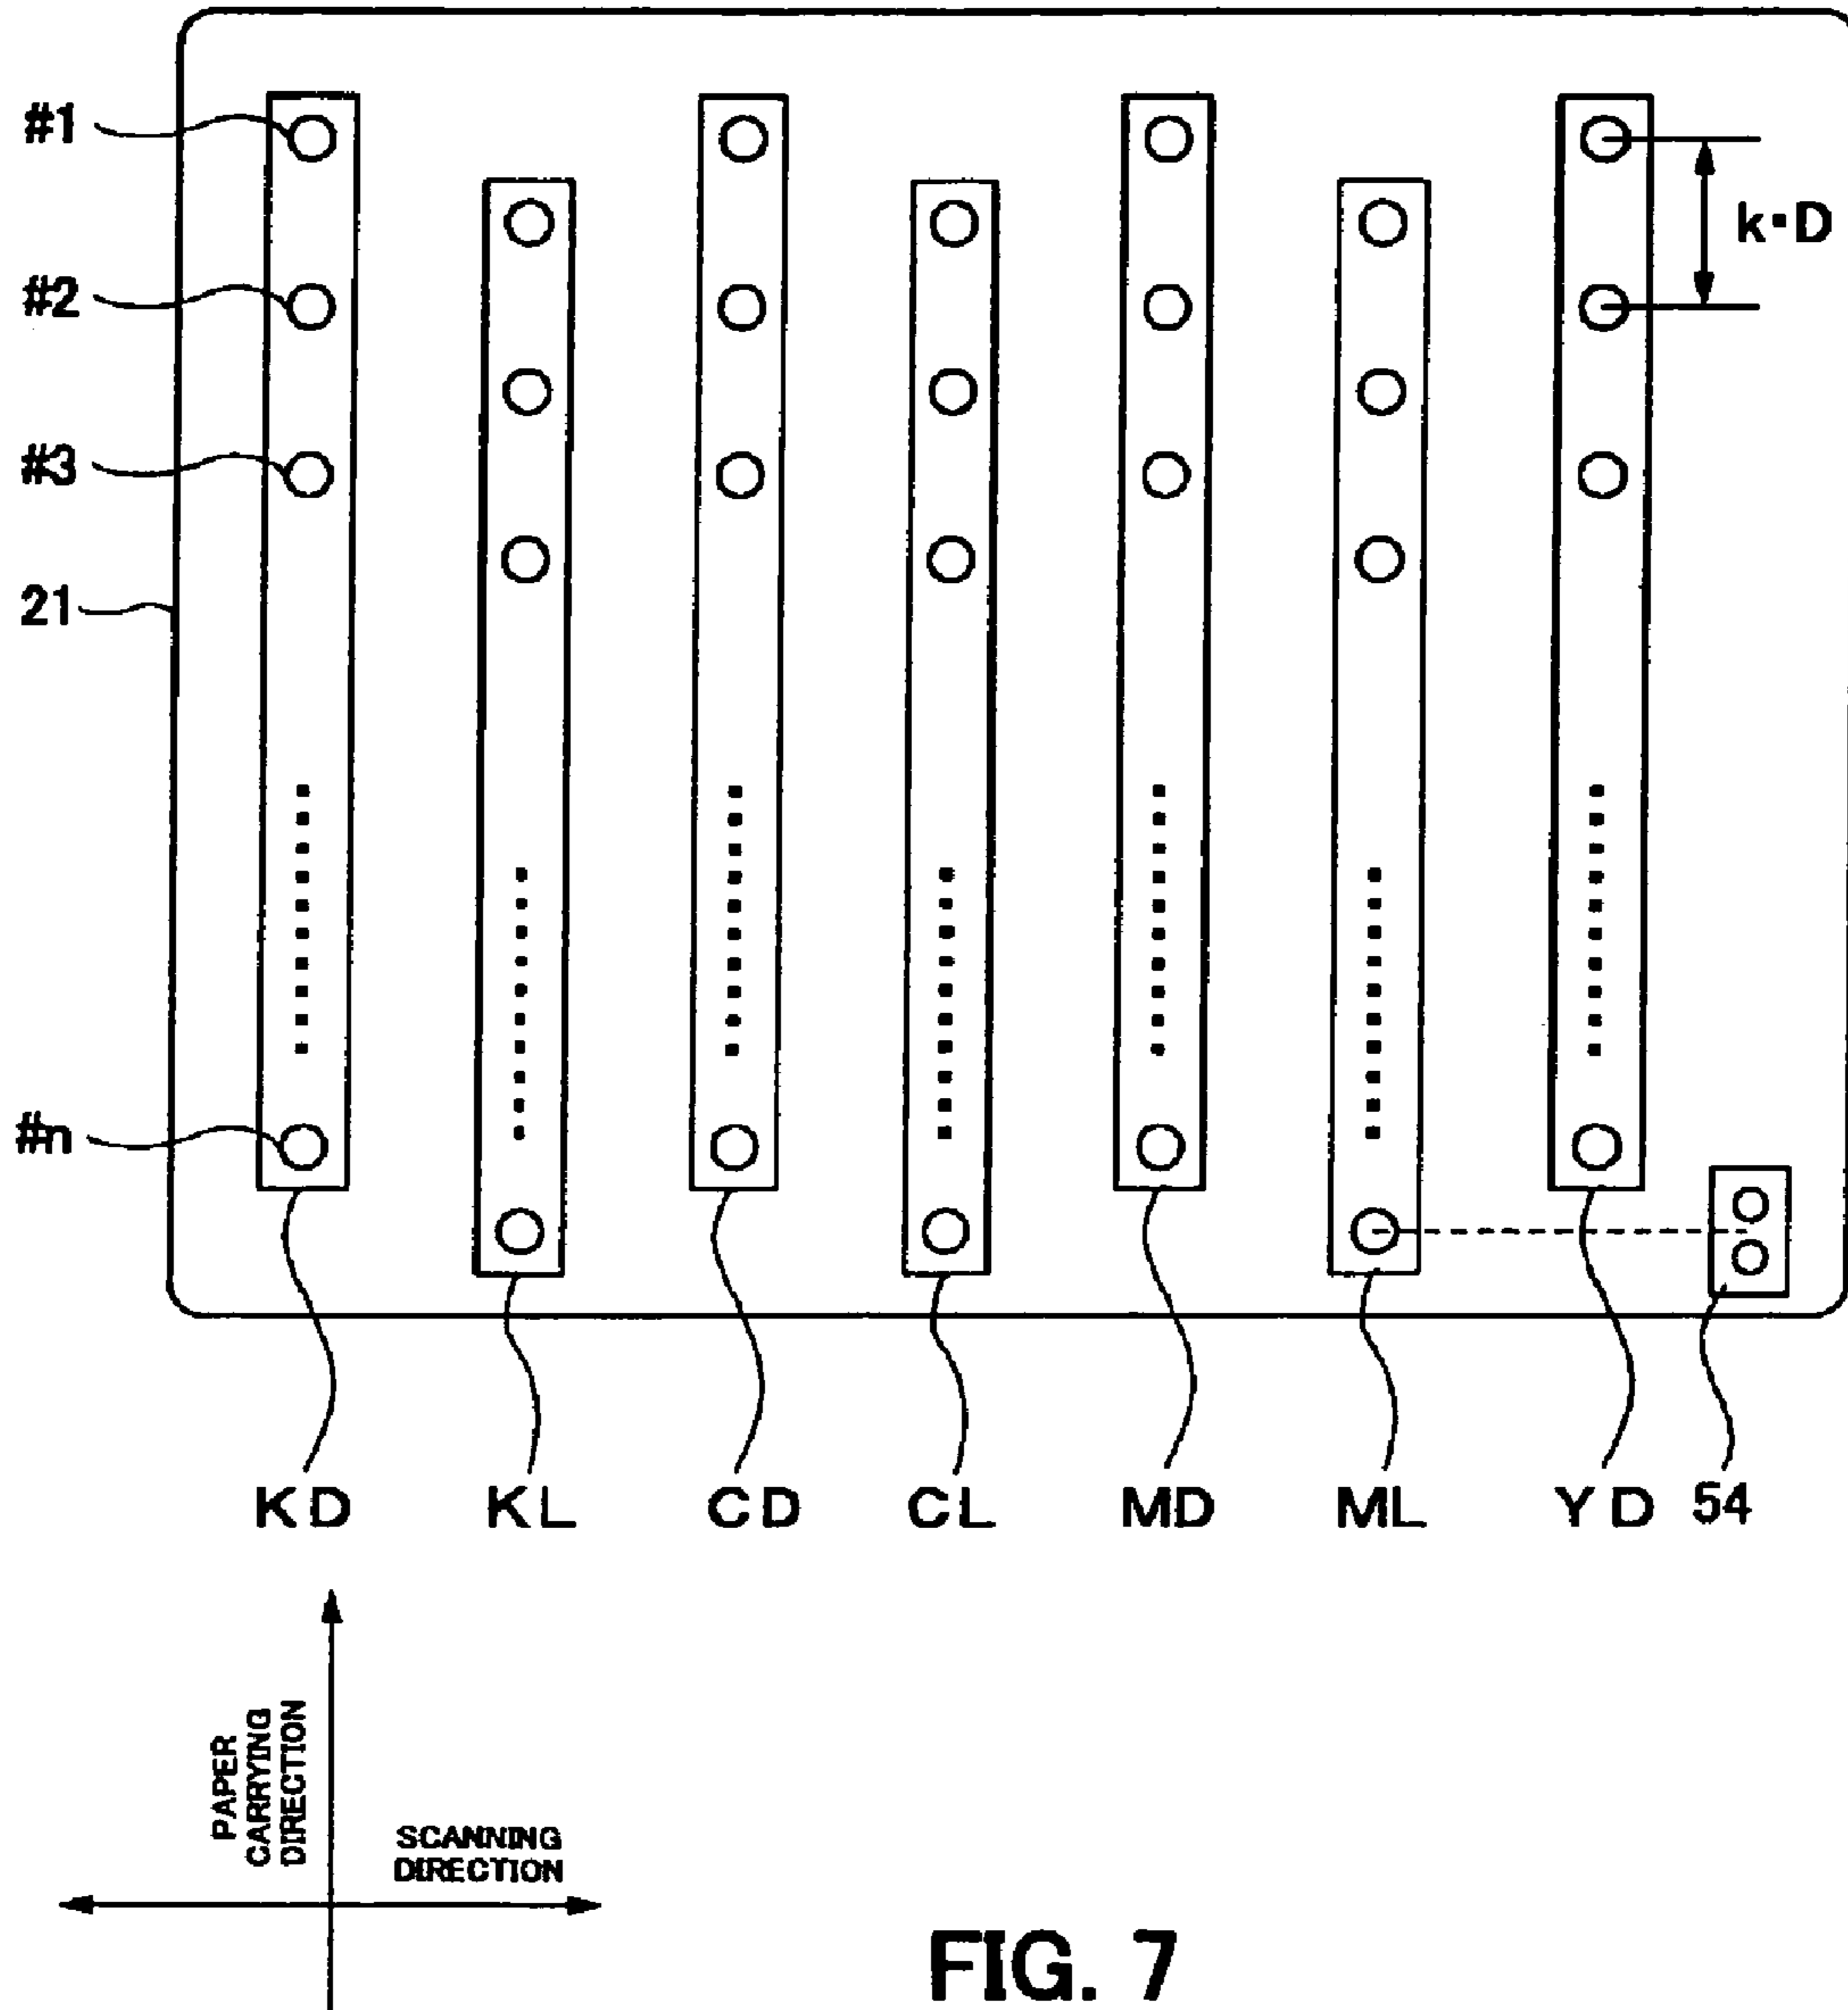 #1
k·D
#2
#3
21
#n
KD KL CD CL MD ML YD 54
PAPER
CARRYING
DIRECTION
SCANNING
DIRECTION
FIG. 7